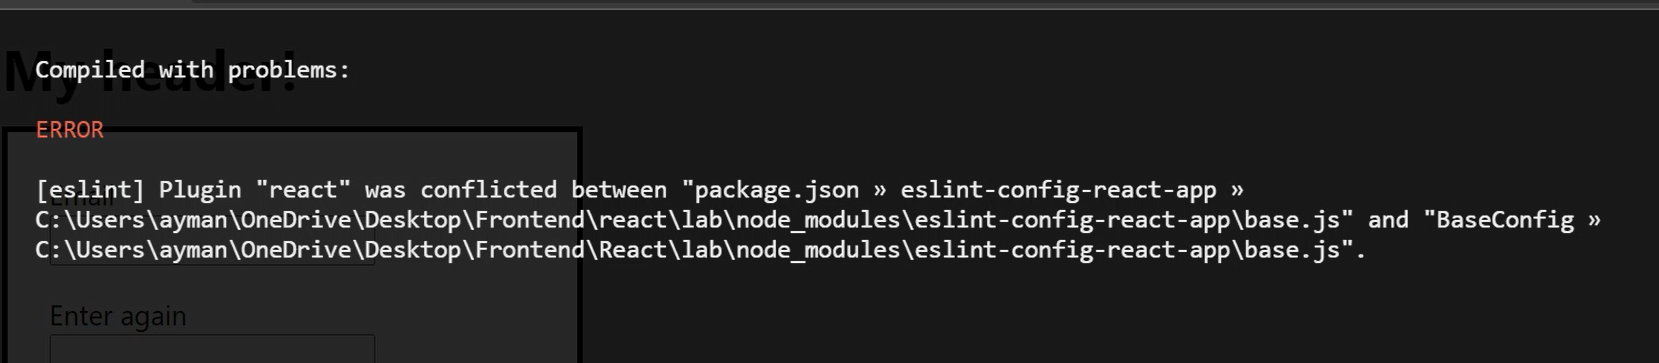 My header!
Compiled with problems:
ERROR
[eslint] Plugin "react" was conflicted between "package.json » eslint-config-react-app »
Email
C:\Users\ayman\OneDrive\Desktop\Frontend\react\lab\node_modules\eslint-config-react-app\base.js" and "BaseConfig »
C:\Users\ayman\OneDrive\Desktop\Frontend\React\lab\node_modules\eslint-config-react-app\base.js".
Enter again